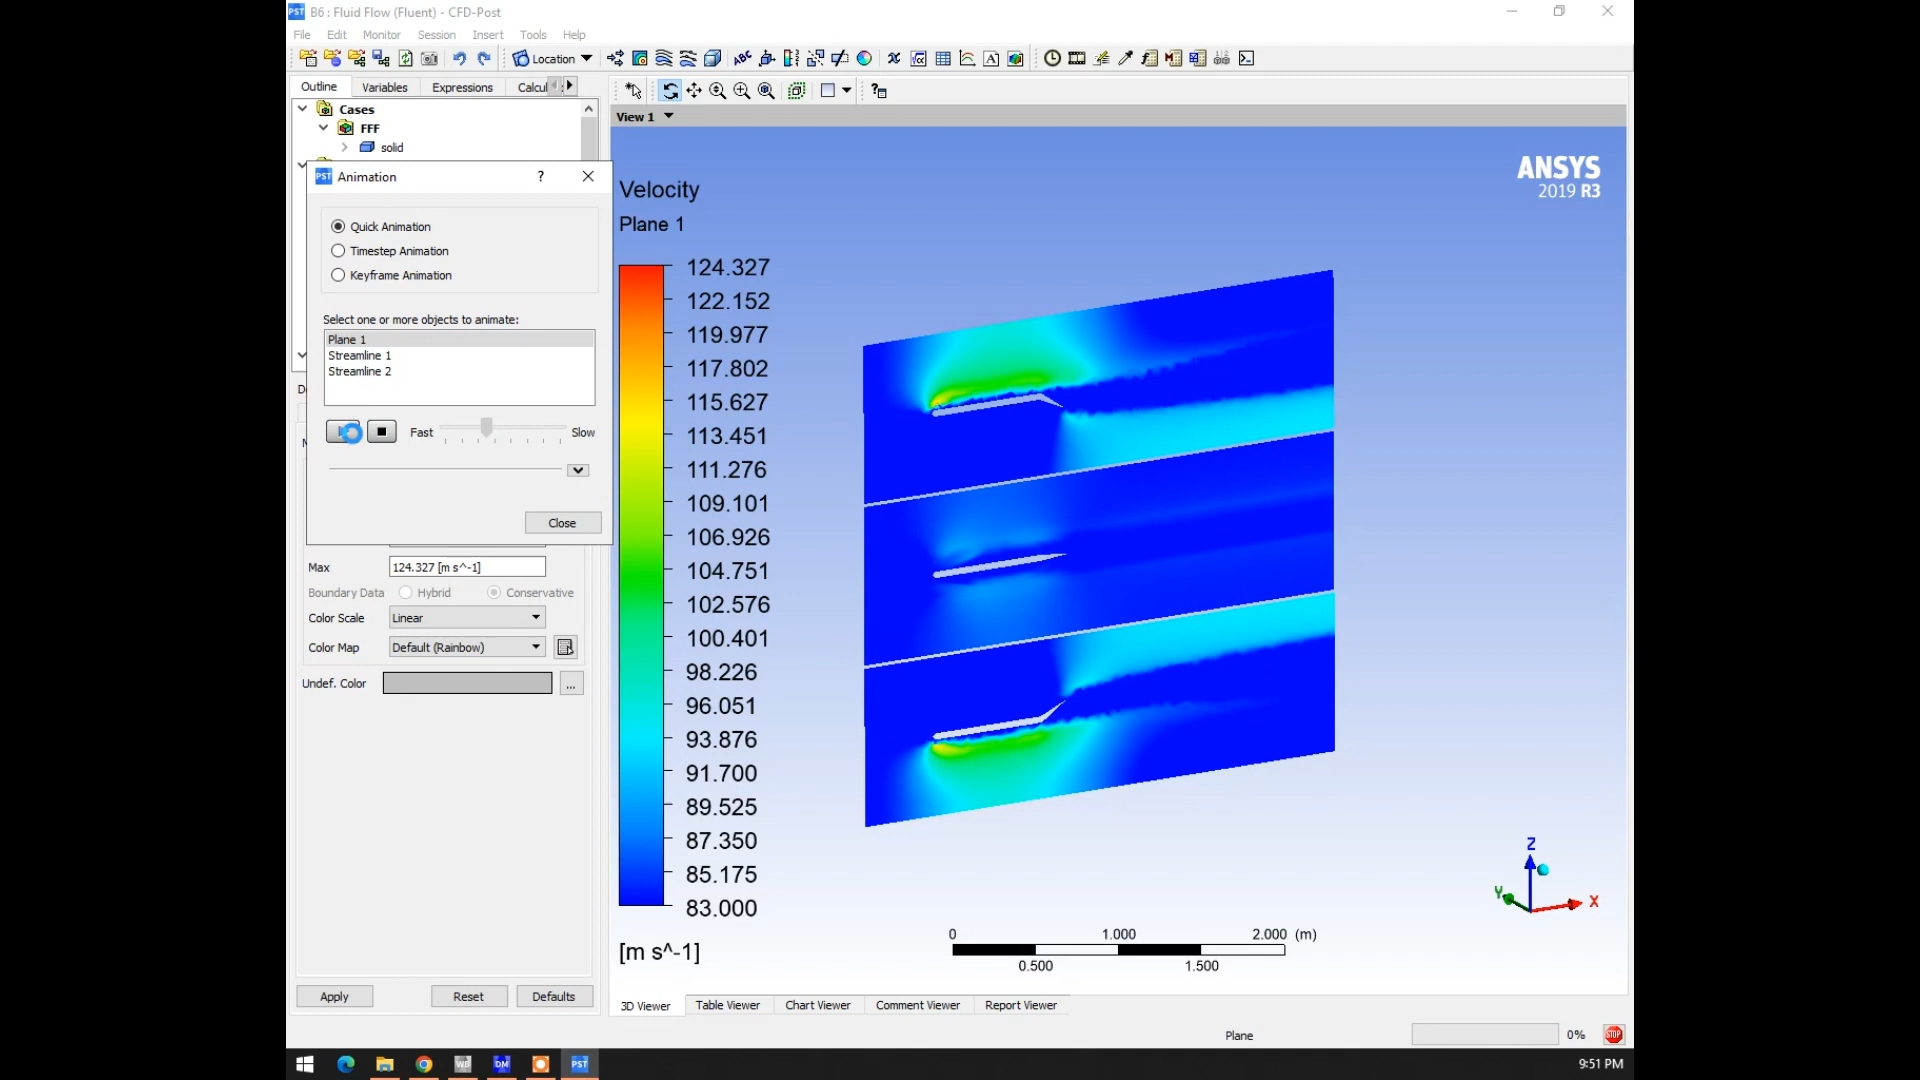 B6 : Fluid Flow (Fluent) - CFD-Post
File Edit Monitor Session Insert Tools Help
Location
Outline Variables Expressions Calcul
Cases
FFF
solid
Animation ?
Quick Animation
Timestep Animation
Keyframe Animation
Select one or more objects to animate:
Plane 1
Streamline 1
Streamline 2
Fast Slow
Close
Max 124.327 [m s^-1]
Boundary Data Hybrid Conservative
Color Scale Linear
Color Map Default (Rainbow)
Undef. Color ...
Apply Reset Defaults
View 1
ANSYS
2019 R3
Velocity
Plane 1
124.327
122.152
119.977
117.802
115.627
113.451
111.276
109.101
106.926
104.751
102.576
100.401
98.226
96.051
93.876
91.700
89.525
87.350
85.175
83.000
[m s^-1]
Z
Y X
0 1.000 2.000 (m)
0.500 1.500
3D Viewer Table Viewer Chart Viewer Comment Viewer Report Viewer
Plane 0% STOP
WB DM PST
9:51 PM